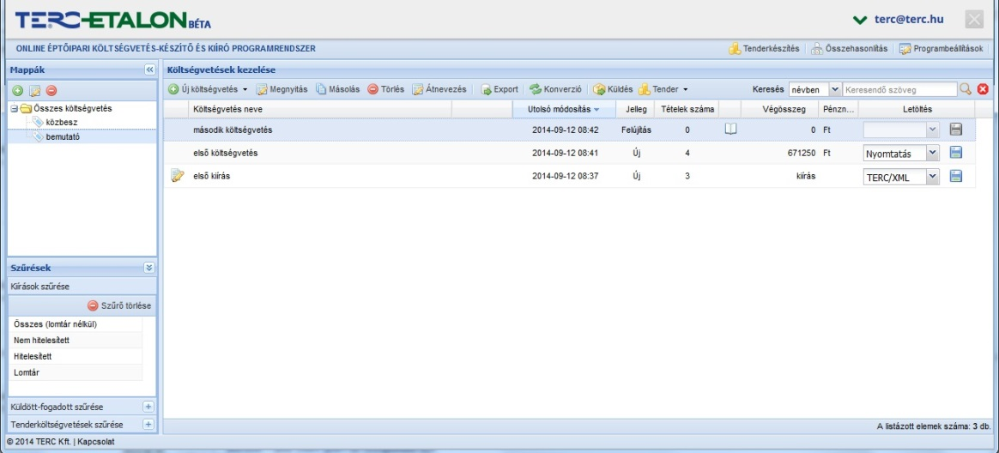 TERC-ETALON BÉTA
terc@terc.hu
ONLINE ÉPTŐIPARI KÖLTSÉGVETÉS-KÉSZÍTŐ ÉS KIÍRÓ PROGRAMRENDSZER
Tenderkészítés Összehasonlítás Programbeállítások
Mappák
Költségvetések kezelése
Új költségvetés Megnyitás Másolás Törlés Átnevezés Export Konverzió Küldés Tender Keresés névben Keresendő szöveg
Összes költségvetés
közbesz
bemutató
Költségvetés neve Utolsó módosítás Jelleg Tételek száma Végösszeg Pénzn... Letöltés
második költségvetés 2014-09-12 08:42 Felújítás 0 0 Ft
első költségvetés 2014-09-12 08:41 Új 4 671250 Ft Nyomtatás
első kiírás 2014-09-12 08:37 Új 3 kiírás TERC/XML
Szűrések
Kiírások szűrése
Szűrő törlése
Összes (lomtár nélkül)
Nem hitelesített
Hitelesített
Lomtár
Küldött-fogadott szűrése
Tenderköltségvetések szűrése
A listázott elemek száma: 3 db.
© 2014 TERC Kft. | Kapcsolat